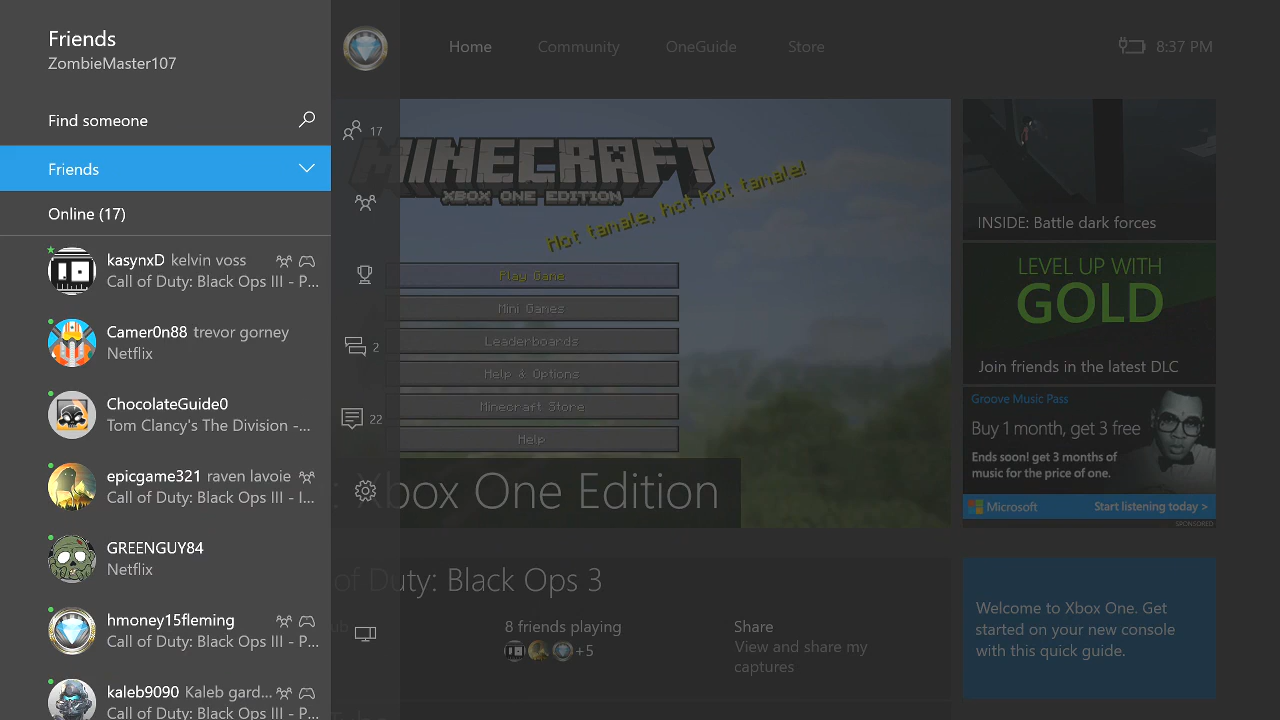 Friends
ZombieMaster107
Find someone
Friends
Online (17)
kasynxD kelvin voss
Call of Duty: Black Ops III - P...
Camer0n88 trevor gorney
Netflix
ChocolateGuide0
Tom Clancy's The Division -...
epicgame321 raven lavoie
Call of Duty: Black Ops III - I...
GREENGUY84
Netflix
hmoney15fleming
Call of Duty: Black Ops III - P...
kaleb9090 Kaleb gard...
Call of Duty: Black Ops III - P...
17
2
22
Home Community OneGuide Store
8:37 PM
MINECRAFT
XBOX ONE EDITION
Hot tamale, hot hot tamale!
Play Game
Mini Games
Leaderboards
Help & Options
Minecraft Store
Help
: Xbox One Edition
INSIDE: Battle dark forces
LEVEL UP WITH
GOLD
Join friends in the latest DLC
Groove Music Pass
Buy 1 month, get 3 free
Ends soon! get 3 months of
music for the price of one.
Microsoft Start listening today >
SPONSORED
of Duty: Black Ops 3
8 friends playing
+5
Share
View and share my
captures
Welcome to Xbox One. Get
started on your new console
with this quick guide.